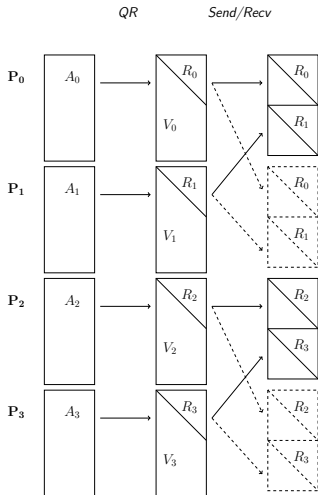 QR Send/Recv
P0 A0 R0 R0
V0 R1
P1 A1 R1 R0
V1 R1
P2 A2 R2 R2
V2 R3
P3 A3 R3 R2
V3 R3